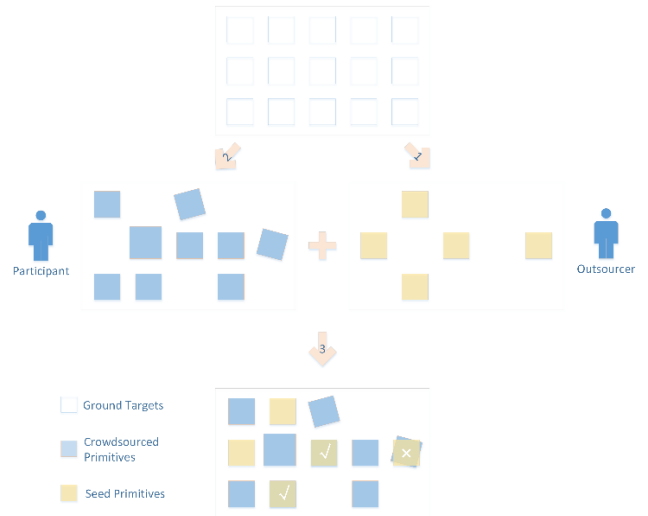 2
1
Participant
Outsourcer
3
Ground Targets
Crowdsourced
Primitives
Seed Primitives